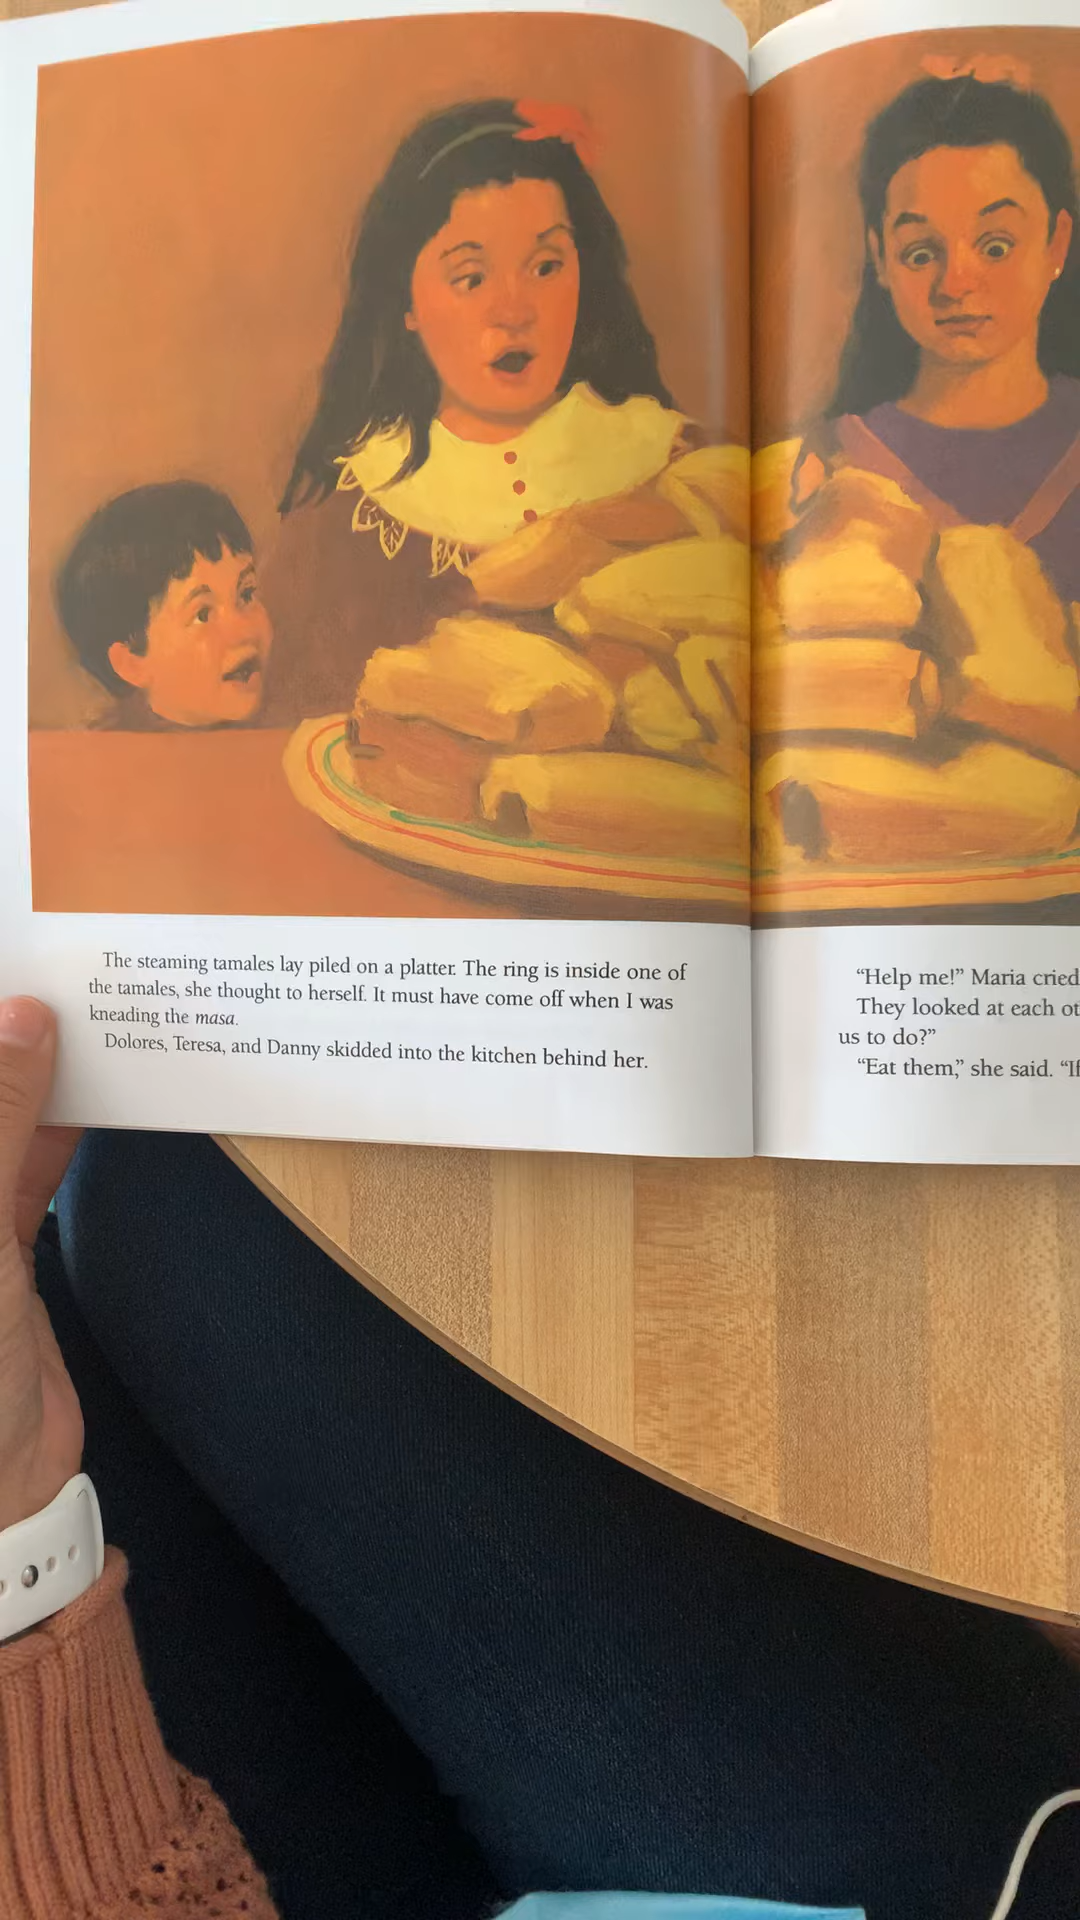 The steaming tamales lay piled on a platter. The ring is inside one of
the tamales, she thought to herself. It must have come off when I was
kneading the masa.
Dolores, Teresa, and Danny skidded into the kitchen behind her.
“Help me!” Maria cried
They looked at each
us to do?”
“Eat them,” she said.